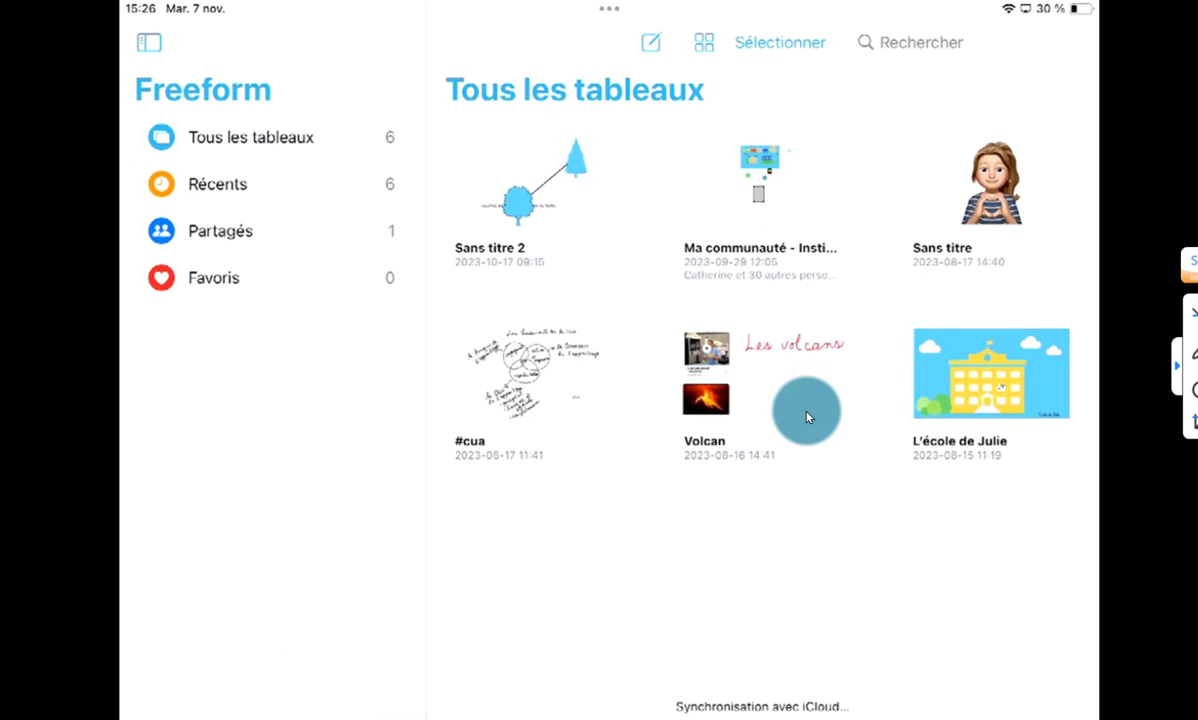 15:26 Mar. 7 nov.
30 %
Sélectionner
Rechercher
Freeform
Tous les tableaux 6
Récents 6
Partagés 1
Favoris 0
Tous les tableaux
Sans titre 2
2023-10-17 09:15
Ma communauté - Insti...
2023-09-29 12:05
Catherine et 30 autres perso...
Sans titre
2023-08-17 14:40
#cua
2023-08-17 11:41
Les volcans
Volcan
2023-08-16 14:41
L'école de Julie
2023-08-15 11:19
Synchronisation avec iCloud...